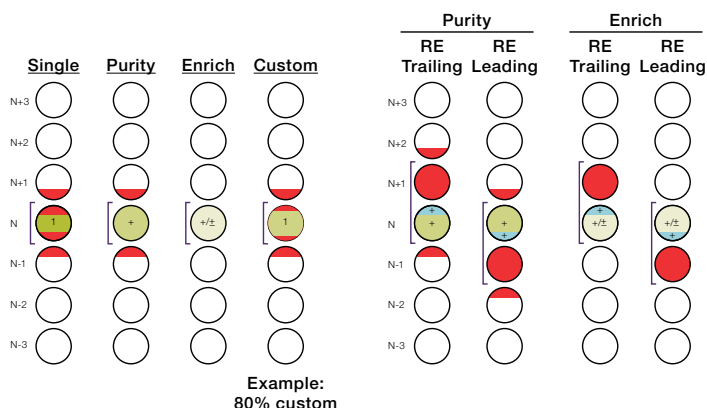 Purity Enrich
RE RE RE RE
Single Purity Enrich Custom Trailing Leading Trailing Leading
N+3 N+3
N+2 N+2
N+1 N+1
N 1 + +/± 1 N + + +/± +/±
+ + + +
N-1 N-1
N-2 N-2
N-3 N-3
Example:
80% custom